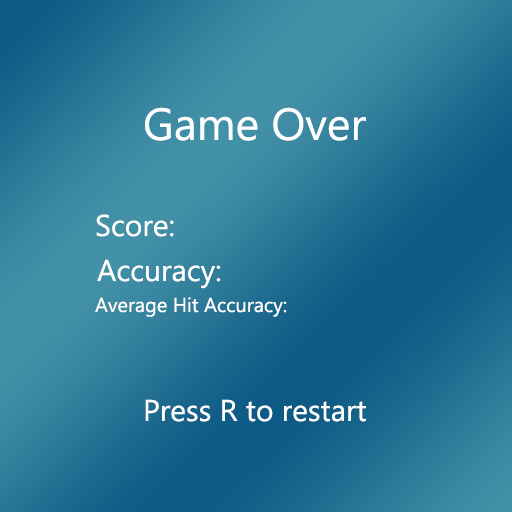 Game Over
Score:
Accuracy:
Average Hit Accuracy:
Press R to restart